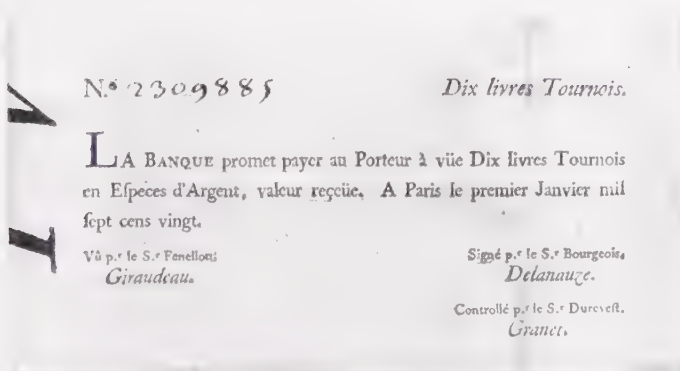 N.º 2309885 Dix livres Tournois.
LA BANQUE promet payer au Porteur à vüe Dix livres Tournois
en Eſpeces d'Argent, valeur reçeüe. A Paris le premier Janvier mil
ſept cens vingt.
Vû p.r le S.r Fenellon; Signé p.r le S.r Bourgeois,
Giraudeau. Delanauze.
Controllé p.r le S.r Dureveſt.
Granet.